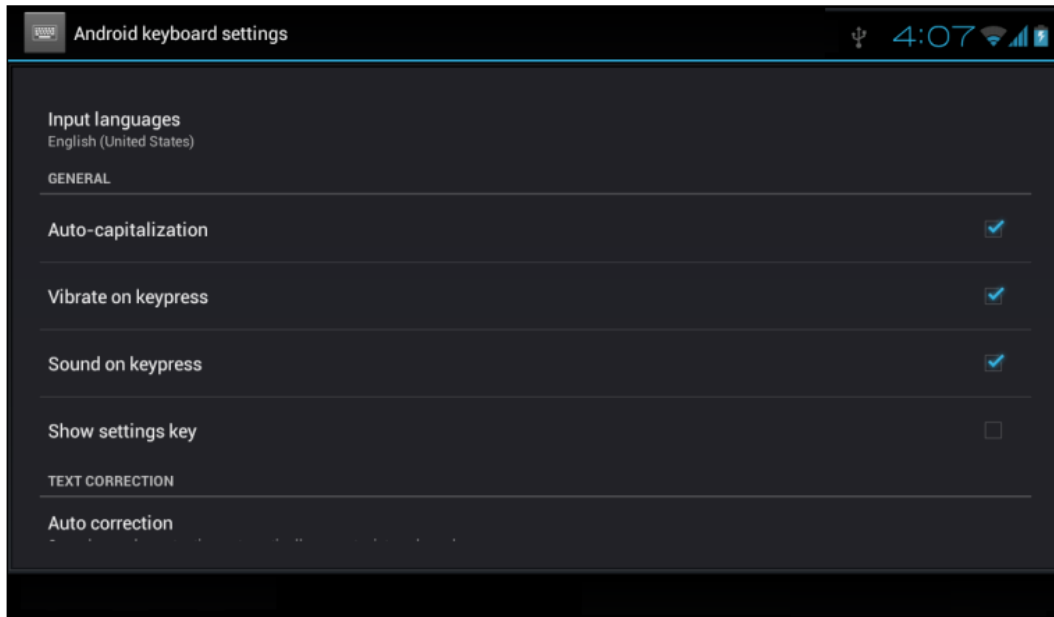 Android keyboard settings
4:07
Input languages
English (United States)
GENERAL
Auto-capitalization
Vibrate on keypress
Sound on keypress
Show settings key
TEXT CORRECTION
Auto correction